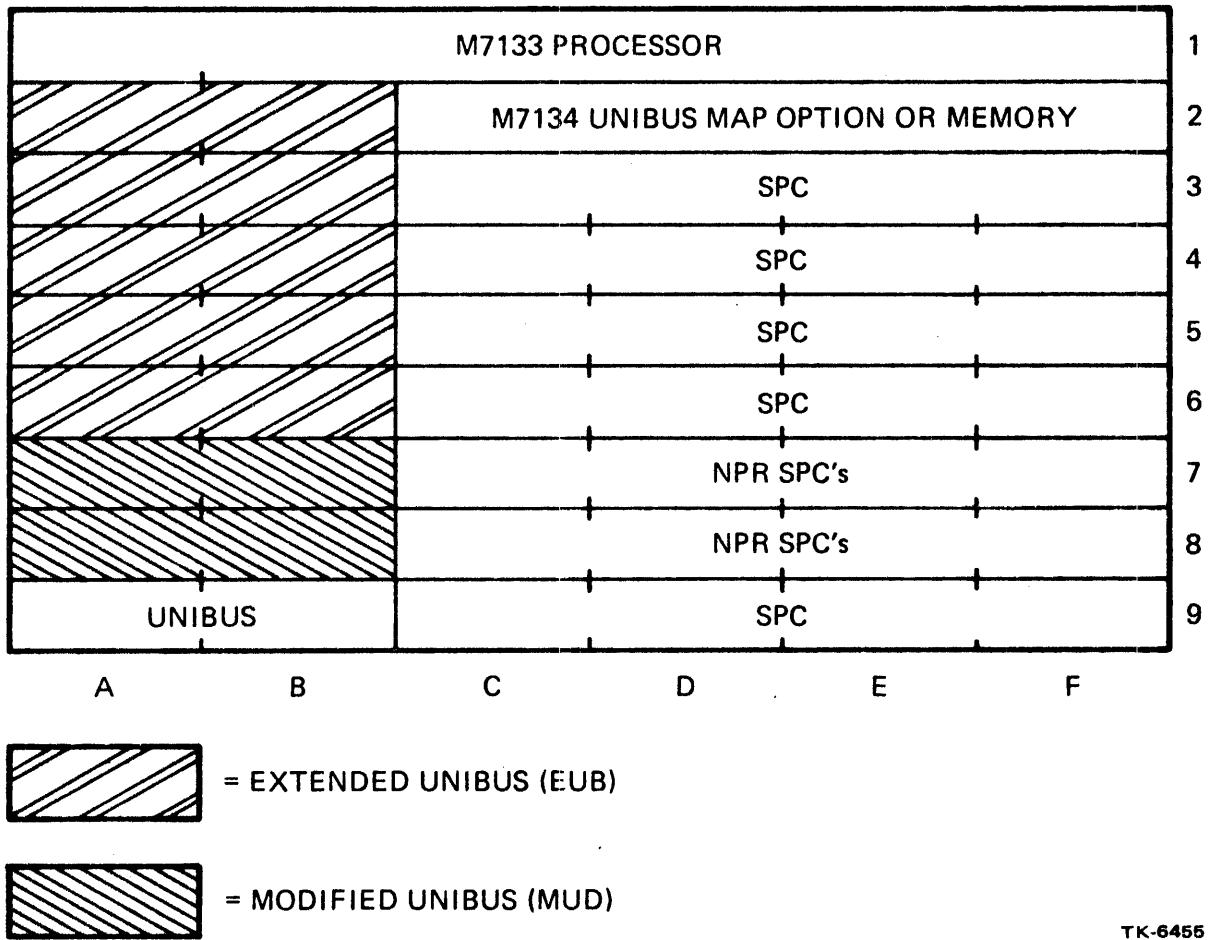 M7133 PROCESSOR 1
M7134 UNIBUS MAP OPTION OR MEMORY 2
SPC 3
SPC 4
SPC 5
SPC 6
NPR SPC's 7
NPR SPC's 8
UNIBUS SPC 9
A B C D E F
= EXTENDED UNIBUS (EUB)
= MODIFIED UNIBUS (MUD)
TK-6455